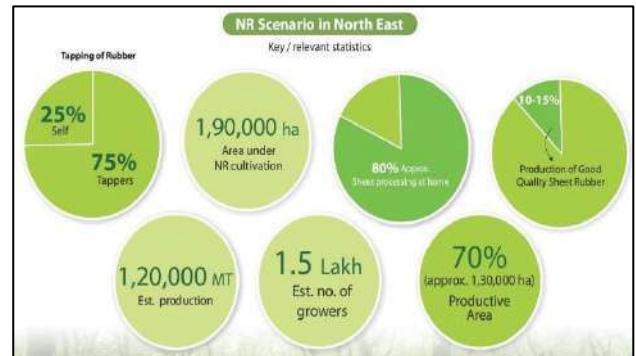 NR Scenario in North East
Key / relevant statistics
Tapping of Rubber
25%
Self
75%
Tappers
1,90,000 ha
Area under
NR cultivation
80% Approx.
Sheet processing at home
10-15%
Production of Good
Quality Sheet Rubber
1,20,000 MT
Est. production
1.5 Lakh
Est. no. of
growers
70%
(approx. 1,30,000 ha)
Productive
Area